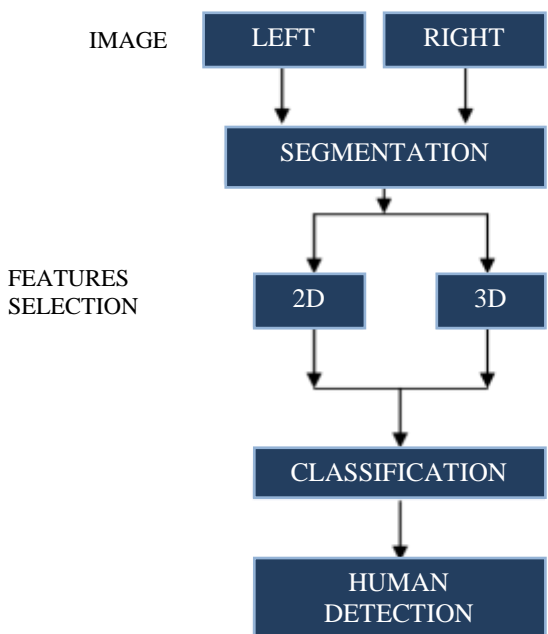 IMAGE
LEFT
RIGHT
SEGMENTATION
FEATURES
SELECTION
2D
3D
CLASSIFICATION
HUMAN
DETECTION